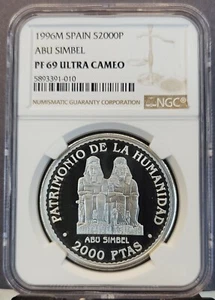 1996M SPAIN S2000P
ABU SIMBEL
PF 69 ULTRA CAMEO
5893391-010
NGC
NUMISMATIC GUARANTY CORPORATION
PATRIMONIO DE LA HUMANIDAD
ABU SIMBEL
2000 PTAS